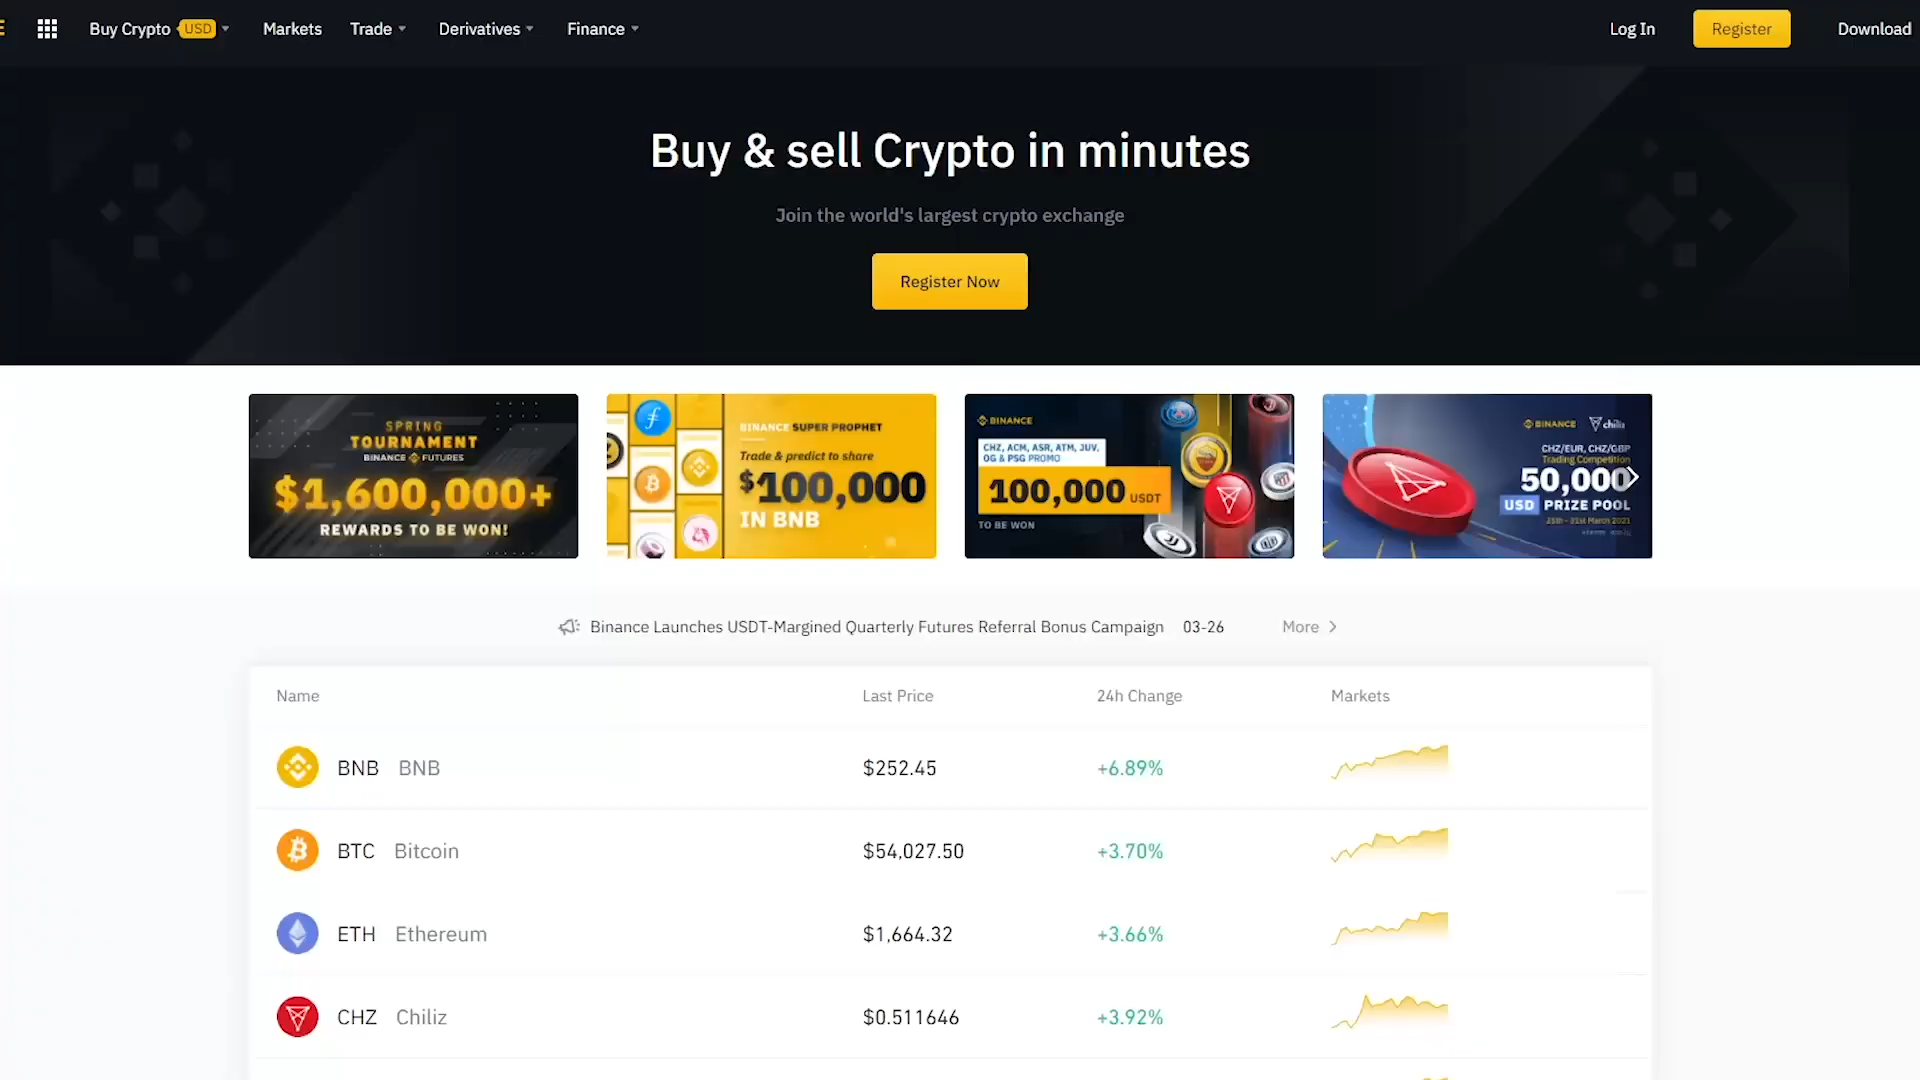 Buy Crypto USD Markets Trade Derivatives Finance Log In Register Download
Buy & sell Crypto in minutes
Join the world's largest crypto exchange
Register Now
SPRING
TOURNAMENT
BINANCE FUTURES
$1,600,000+
REWARDS TO BE WON!
BINANCE SUPER PROPHET
Trade & predict to share
$100,000
IN BNB
BINANCE
CHZ, ACM, ASR, ATM, JUV,
OG & PSG PROMO
100,000 USDT
TO BE WON
BINANCE chiliz
CHZ/EUR, CHZ/GBP
Trading Competition
50,000
USD PRIZE POOL
25th - 31st March 2021
Binance Launches USDT-Margined Quarterly Futures Referral Bonus Campaign 03-26 More
Name Last Price 24h Change Markets
BNB BNB $252.45 +6.89%
BTC Bitcoin $54,027.50 +3.70%
ETH Ethereum $1,664.32 +3.66%
CHZ Chiliz $0.511646 +3.92%